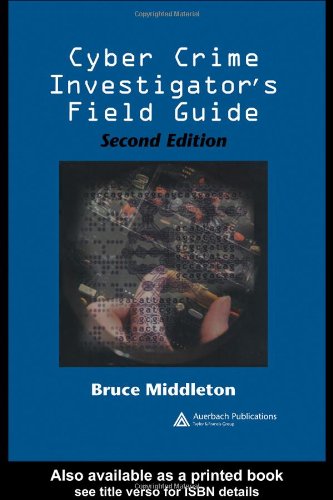 Cyber Crime
Investigator's
Field Guide
Second Edition
Bruce Middleton
Auerbach Publications
Taylor & Francis Group
Also available as a printed book
see title verso for ISBN details